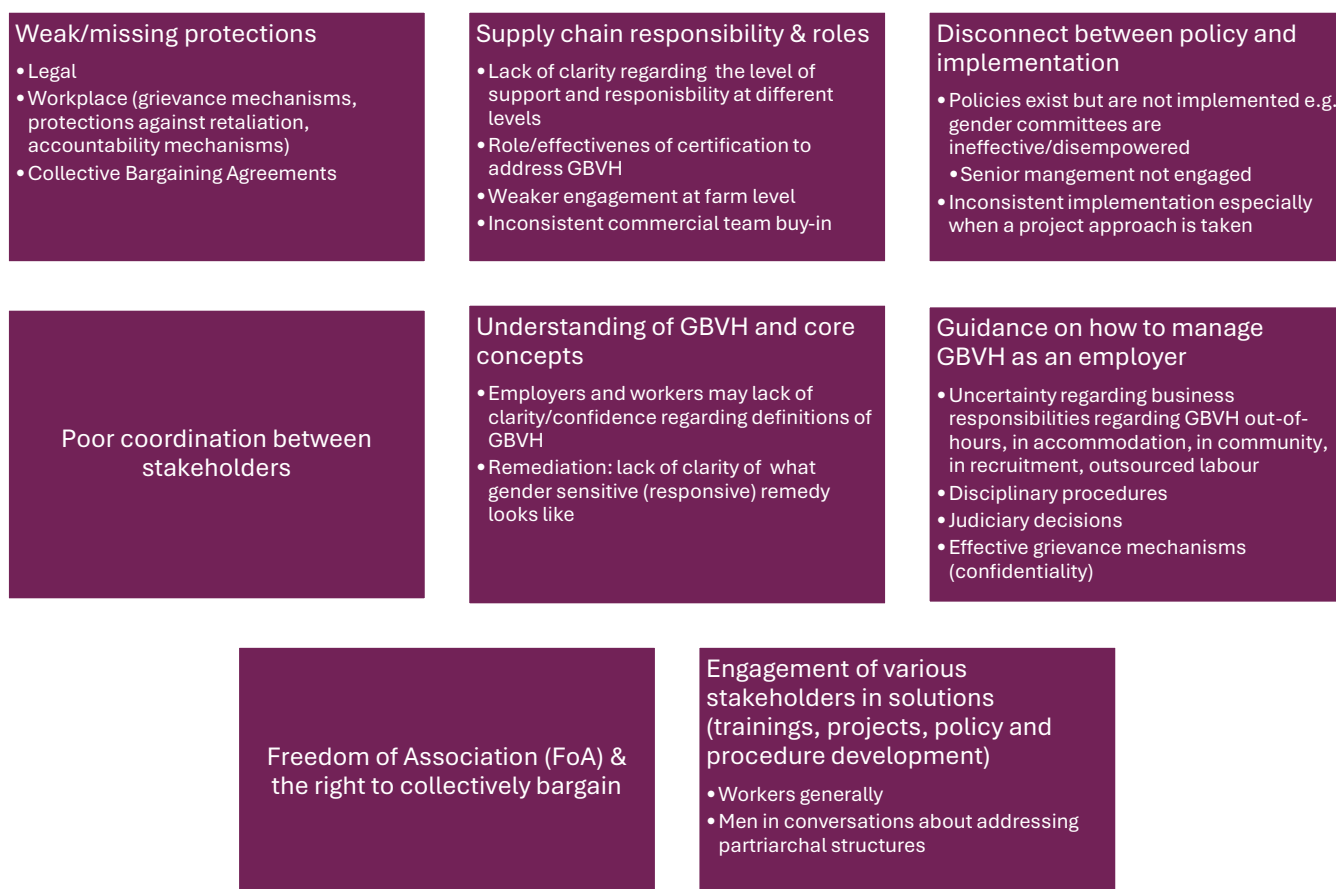 Weak/missing protections
•Legal
•Workplace (grievance mechanisms,
protections against retaliation,
accountability mechanisms)
•Collective Bargaining Agreements
Supply chain responsibility & roles
•Lack of clarity regarding the level of
support and responisbility at different
levels
•Role/effectivenes of certification to
address GBVH
•Weaker engagement at farm level
•Inconsistent commercial team buy-in
Disconnect between policy and
implementation
•Policies exist but are not implemented e.g.
gender committees are
ineffective/disempowered
•Senior mangement not engaged
•Inconsistent implementation especially
when a project approach is taken
Poor coordination between
stakeholders
Understanding of GBVH and core
concepts
•Employers and workers may lack of
clarity/confidence regarding definitions of
GBVH
•Remediation: lack of clarity of what
gender sensitive (responsive) remedy
looks like
Guidance on how to manage
GBVH as an employer
•Uncertainty regarding business
responsibilities regarding GBVH out-of-
hours, in accommodation, in community,
in recruitment, outsourced labour
•Disciplinary procedures
•Judiciary decisions
•Effective grievance mechanisms
(confidentiality)
Freedom of Association (FoA) &
the right to collectively bargain
Engagement of various
stakeholders in solutions
(trainings, projects, policy and
procedure development)
•Workers generally
•Men in conversations about addressing
partriarchal structures